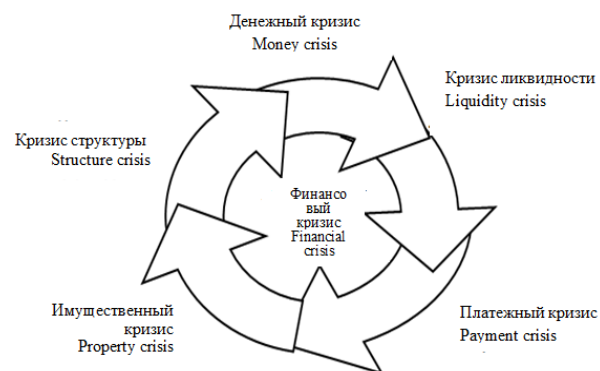 Денежный кризис
Money crisis
Кризис ликвидности
Liquidity crisis
Кризис структуры
Structure crisis
Финансо
вый
кризис
Financial
crisis
Имущественный
кризис
Property crisis
Платежный кризис
Payment crisis